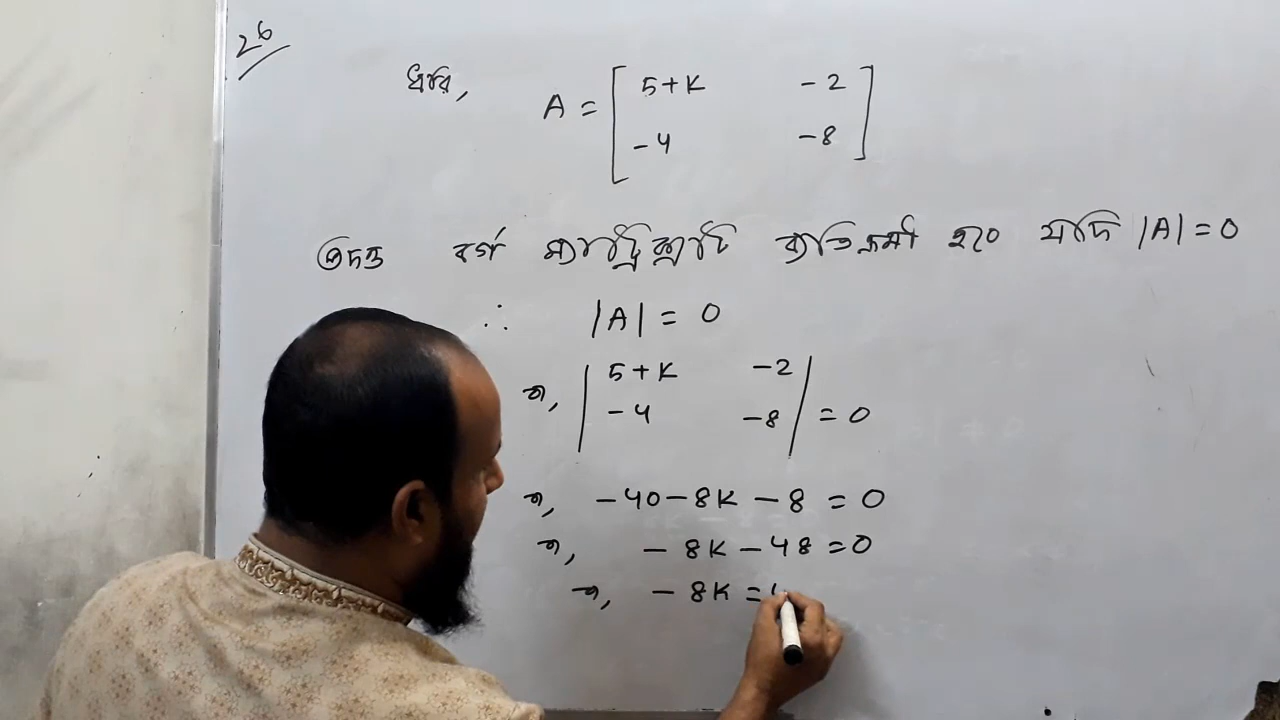 26
ধরি, A = [ 5+K -2
-4 -8 ]
প্রদত্ত বর্গ ম্যাট্রিক্সটি ব্যতিক্রমী হবে যদি |A| = 0
∴ |A| = 0
বা, | 5+K -2
-4 -8 | = 0
বা, -40-8K-8 = 0
বা, -8K-48 = 0
বা, -8K =